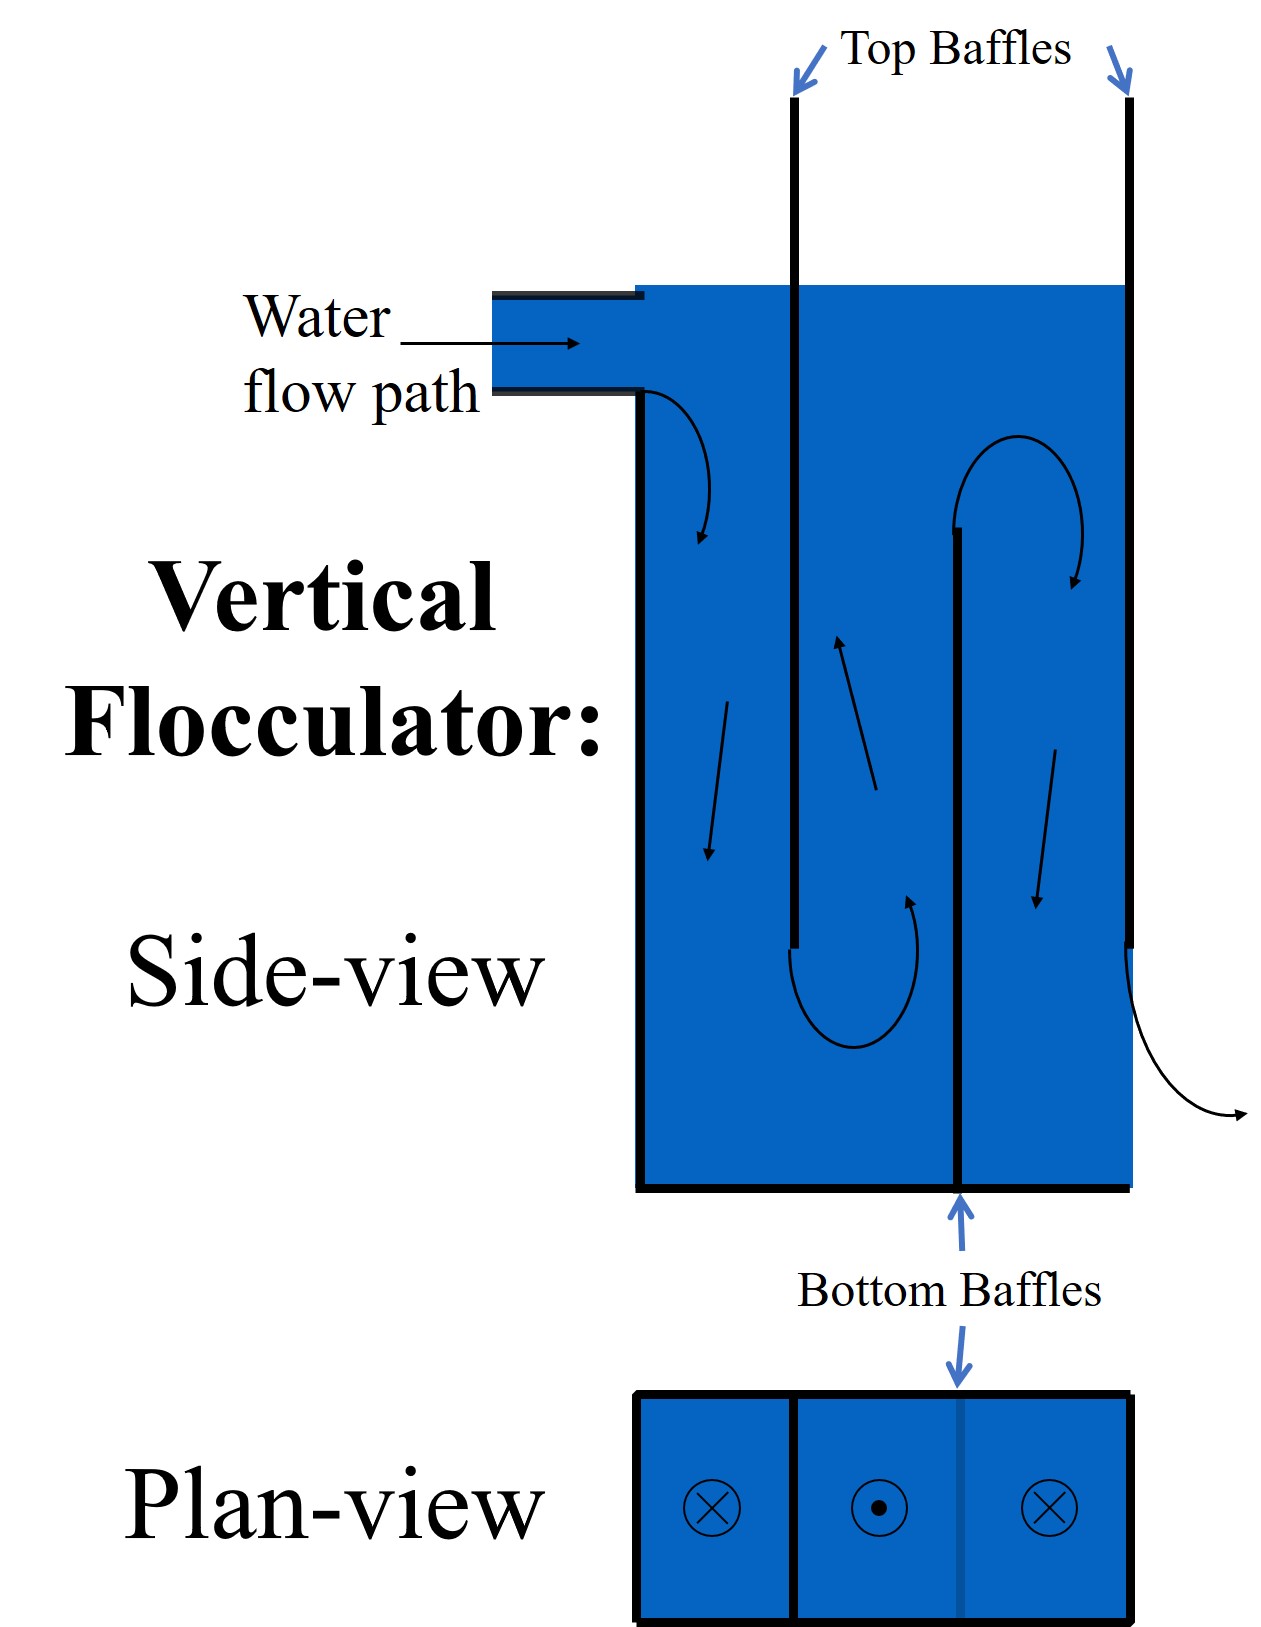 Top Baffles
Water
flow path
Vertical
Flocculator:
Side-view
Bottom Baffles
Plan-view